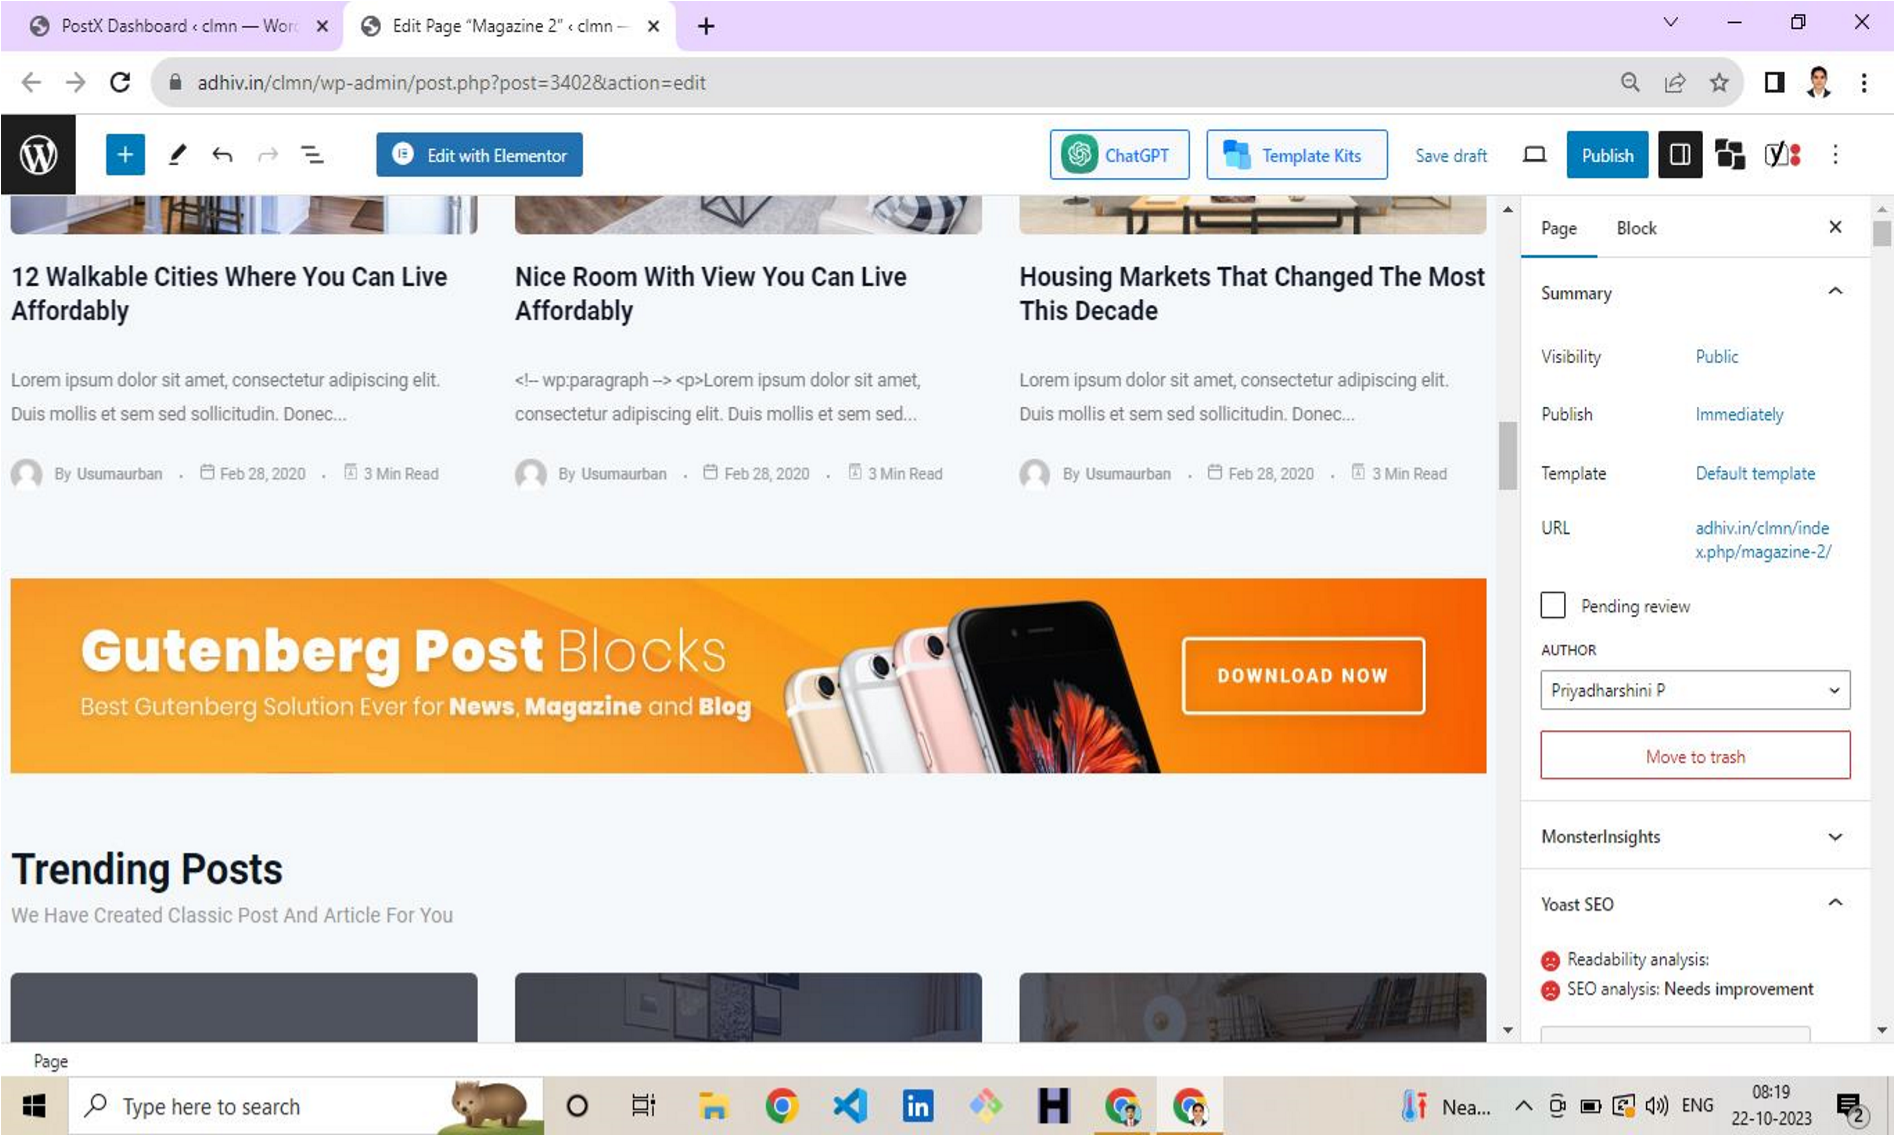 PostX Dashboard ‹ clmn — Wor
Edit Page “Magazine 2” ‹ clmn —
adhiv.in/clmn/wp-admin/post.php?post=3402&action=edit
Edit with Elementor
ChatGPT
Template Kits
Save draft
Publish
12 Walkable Cities Where You Can Live
Affordably
Lorem ipsum dolor sit amet, consectetur adipiscing elit.
Duis mollis et sem sed sollicitudin. Donec...
By Usumaurban . Feb 28, 2020 . 3 Min Read
Nice Room With View You Can Live
Affordably
<!-- wp:paragraph --> <p>Lorem ipsum dolor sit amet,
consectetur adipiscing elit. Duis mollis et sem sed...
By Usumaurban . Feb 28, 2020 . 3 Min Read
Housing Markets That Changed The Most
This Decade
Lorem ipsum dolor sit amet, consectetur adipiscing elit.
Duis mollis et sem sed sollicitudin. Donec...
By Usumaurban . Feb 28, 2020 . 3 Min Read
Gutenberg Post Blocks
Best Gutenberg Solution Ever for News, Magazine and Blog
DOWNLOAD NOW
Trending Posts
We Have Created Classic Post And Article For You
Page Block
Summary
Visibility Public
Publish Immediately
Template Default template
URL adhiv.in/clmn/inde
x.php/magazine-2/
Pending review
AUTHOR
Priyadharshini P
Move to trash
MonsterInsights
Yoast SEO
Readability analysis:
SEO analysis: Needs improvement
Page
Type here to search
in
H
Nea...
ENG
08:19
22-10-2023
2